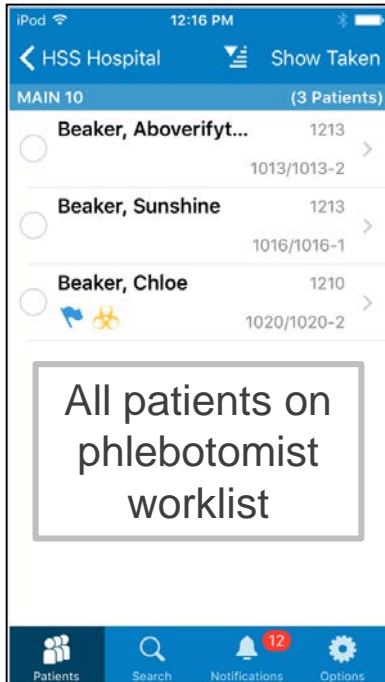 iPod 12:16 PM
HSS Hospital Show Taken
MAIN 10 (3 Patients)
Beaker, Aboverifyt... 1213
1013/1013-2
Beaker, Sunshine 1213
1016/1016-1
Beaker, Chloe 1210
1020/1020-2
All patients on
phlebotomist
worklist
12
Patients Search Notifications Options